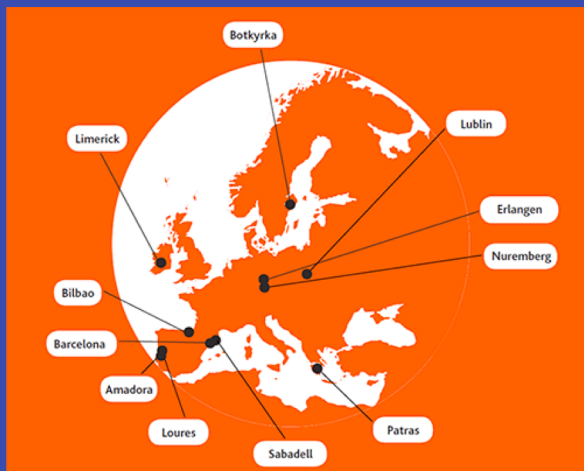 Botkyrka
Limerick
Lublin
Erlangen
Nuremberg
Bilbao
Barcelona
Amadora
Loures
Sabadell
Patras